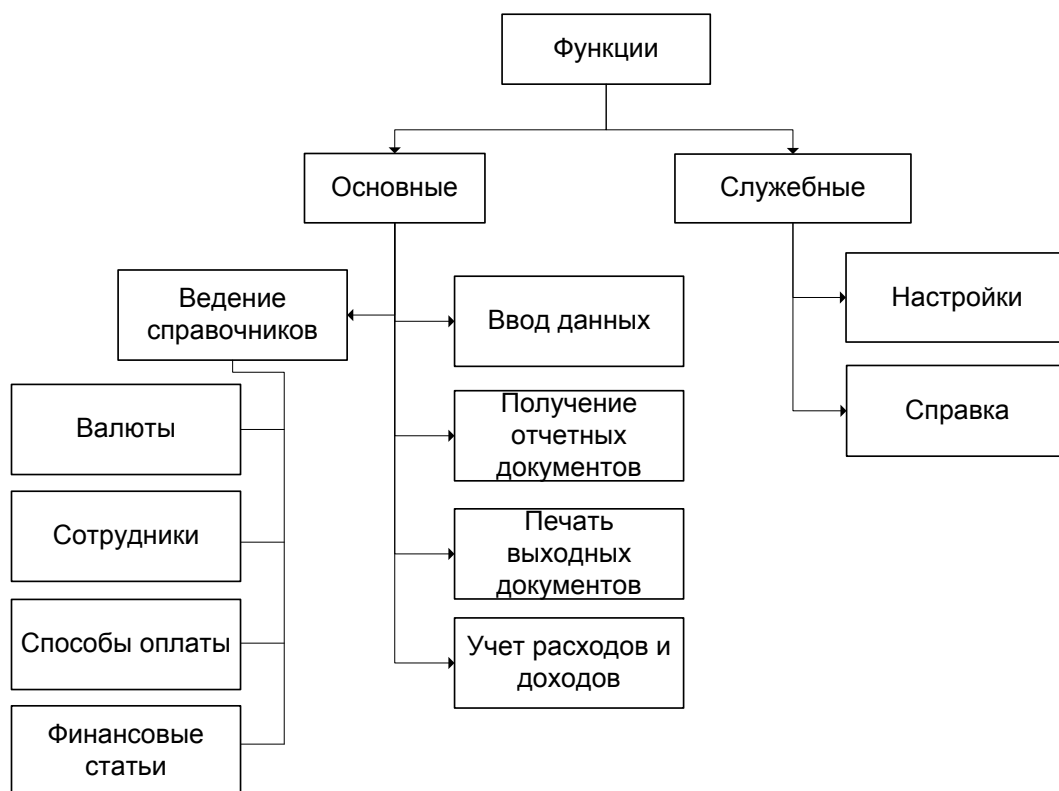 Функции
Основные
Служебные
Ведение
справочников
Ввод данных
Настройки
Валюты
Получение
отчетных
документов
Справка
Сотрудники
Печать
выходных
документов
Способы оплаты
Учет расходов и
доходов
Финансовые
статьи